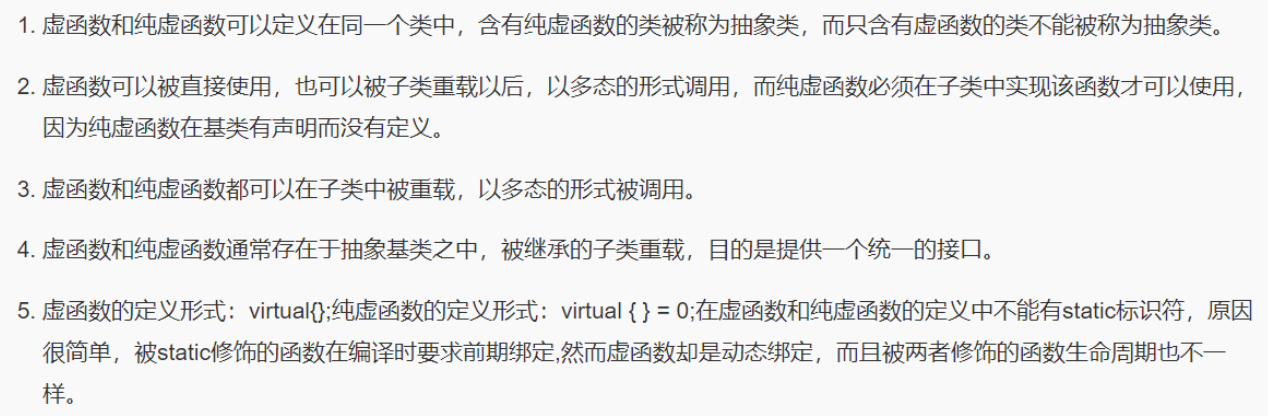 1. 虚函数和纯虚函数可以定义在同一个类中，含有纯虚函数的类被称为抽象类，而只含有虚函数的类不能被称为抽象类。
2. 虚函数可以被直接使用，也可以被子类重载以后，以多态的形式调用，而纯虚函数必须在子类中实现该函数才可以使用，
因为纯虚函数在基类有声明而没有定义。
3. 虚函数和纯虚函数都可以在子类中被重载，以多态的形式被调用。
4. 虚函数和纯虚函数通常存在于抽象基类之中，被继承的子类重载，目的是提供一个统一的接口。
5. 虚函数的定义形式：virtual{};纯虚函数的定义形式：virtual { } = 0;在虚函数和纯虚函数的定义中不能有static标识符，原因
很简单，被static修饰的函数在编译时要求前期绑定,然而虚函数却是动态绑定，而且被两者修饰的函数生命周期也不一
样。